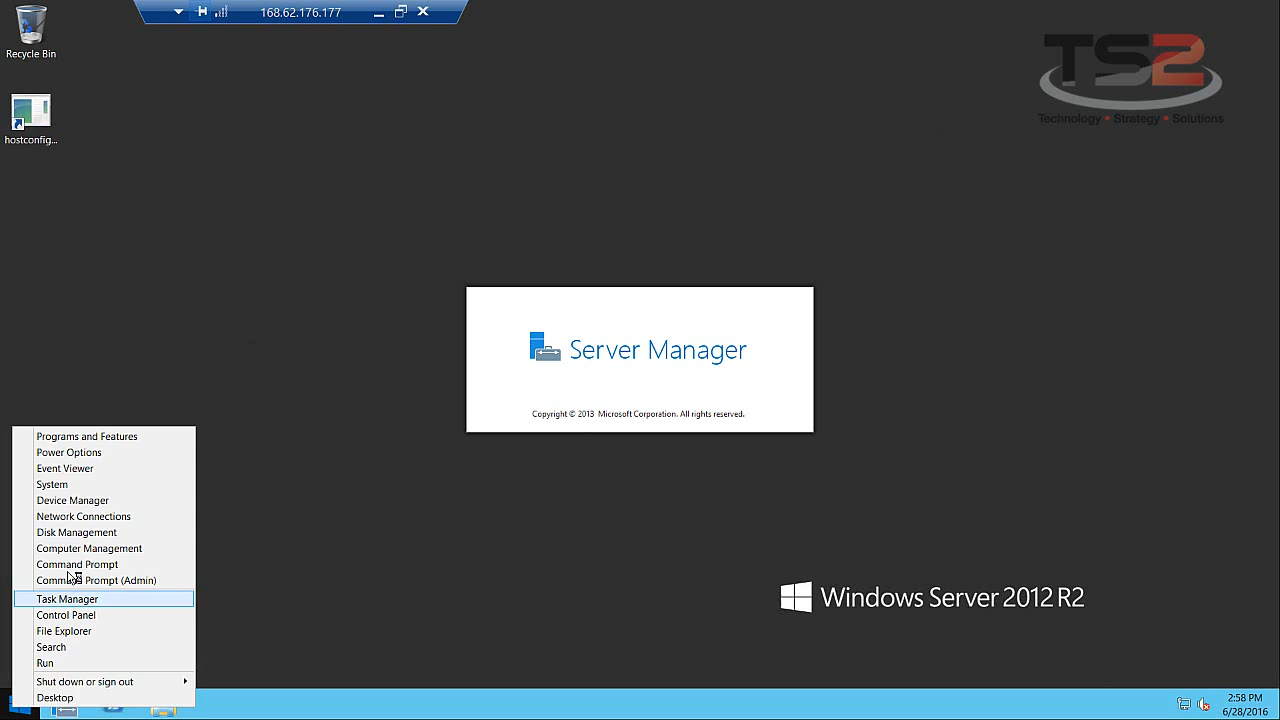 168.62.176.177
Recycle Bin
hostconfig...
TS2
Technology • Strategy • Solutions
Server Manager
Copyright © 2013 Microsoft Corporation. All rights reserved.
Programs and Features
Power Options
Event Viewer
System
Device Manager
Network Connections
Disk Management
Computer Management
Command Prompt
Command Prompt (Admin)
Task Manager
Control Panel
File Explorer
Search
Run
Shut down or sign out
Desktop
Windows Server 2012 R2
2:58 PM
6/28/2016